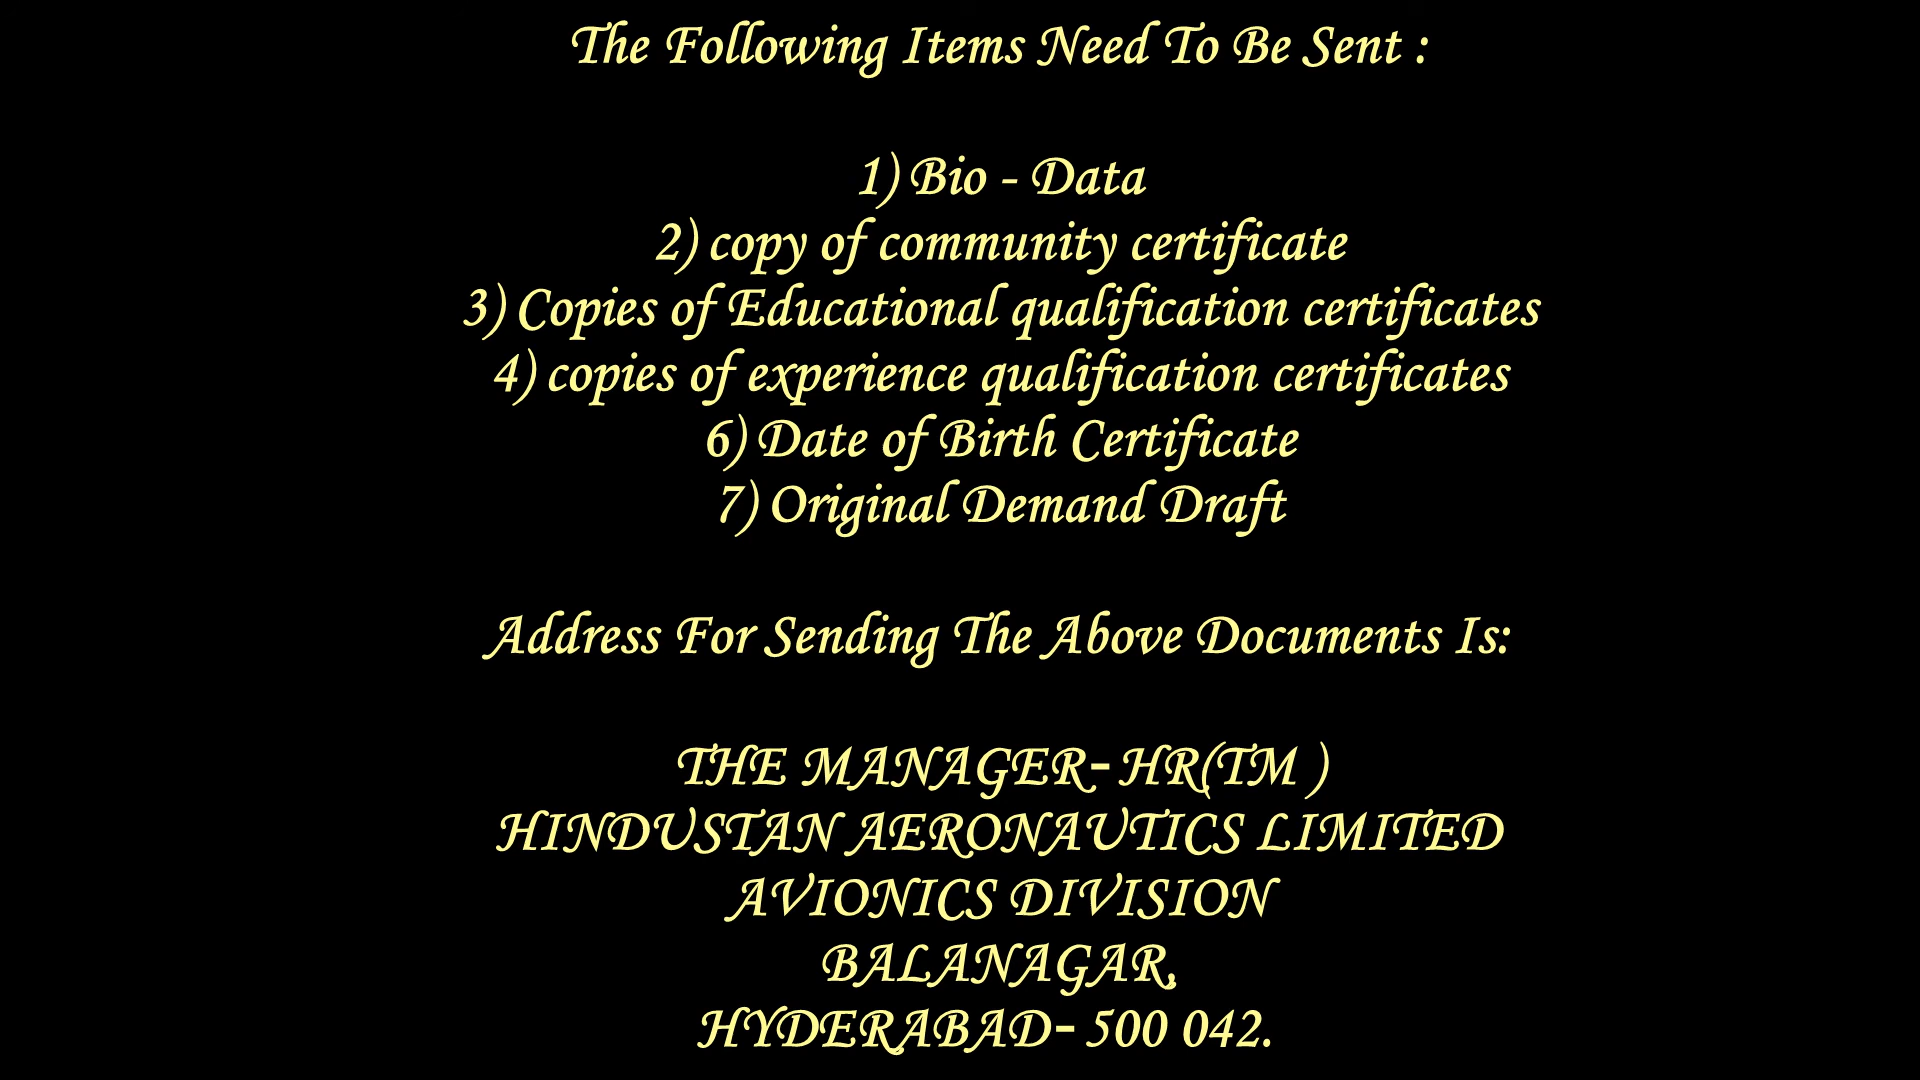 The Following Items Need To Be Sent :
1) Bio - Data
2) copy of community certificate
3) Copies of Educational qualification certificates
4) copies of experience qualification certificates
6) Date of Birth Certificate
7) Original Demand Draft
Address For Sending The Above Documents Is:
THE MANAGER- HR(TM )
HINDUSTAN AERONAUTICS LIMITED
AVIONICS DIVISION
BALANAGAR,
HYDERABAD- 500 042.